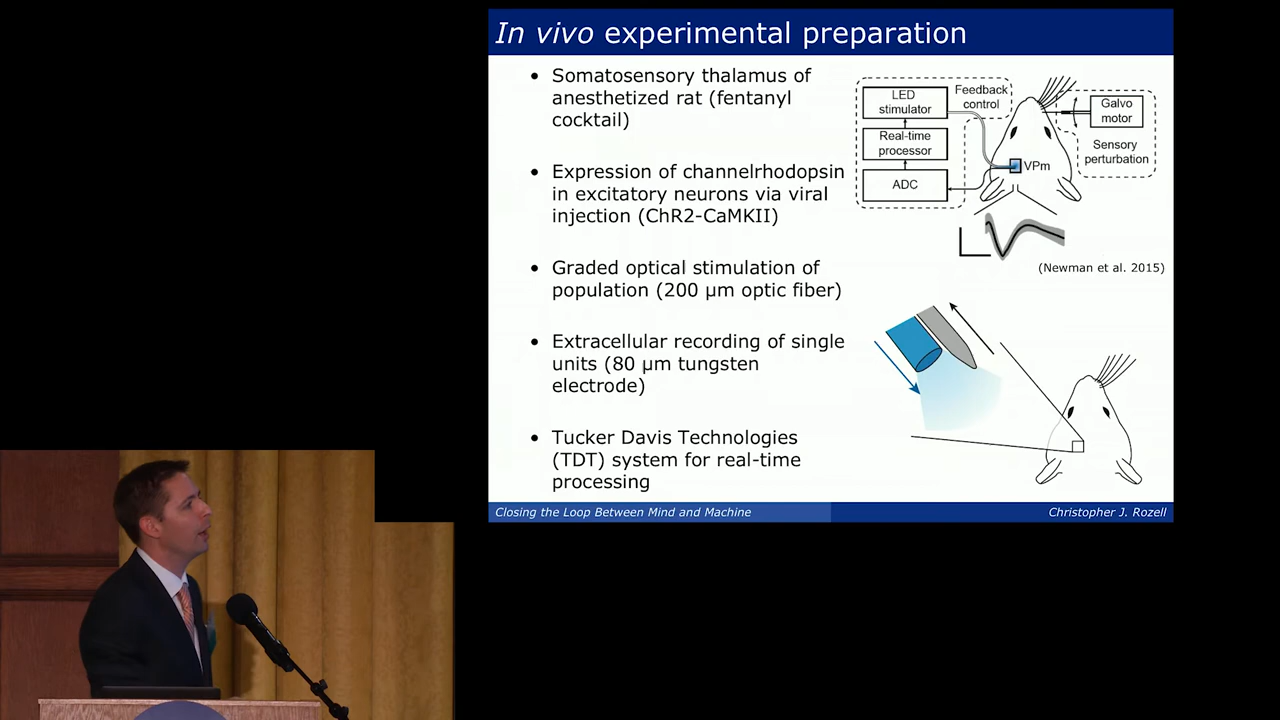 In vivo experimental preparation
• Somatosensory thalamus of
anesthetized rat (fentanyl
cocktail)
• Expression of channelrhodopsin
in excitatory neurons via viral
injection (ChR2-CaMKII)
• Graded optical stimulation of
population (200 μm optic fiber)
• Extracellular recording of single
units (80 μm tungsten
electrode)
• Tucker Davis Technologies
(TDT) system for real-time
processing
LED
stimulator
Real-time
processor
ADC
Feedback
control
VPm
Galvo
motor
Sensory
perturbation
(Newman et al. 2015)
Closing the Loop Between Mind and Machine
Christopher J. Rozell